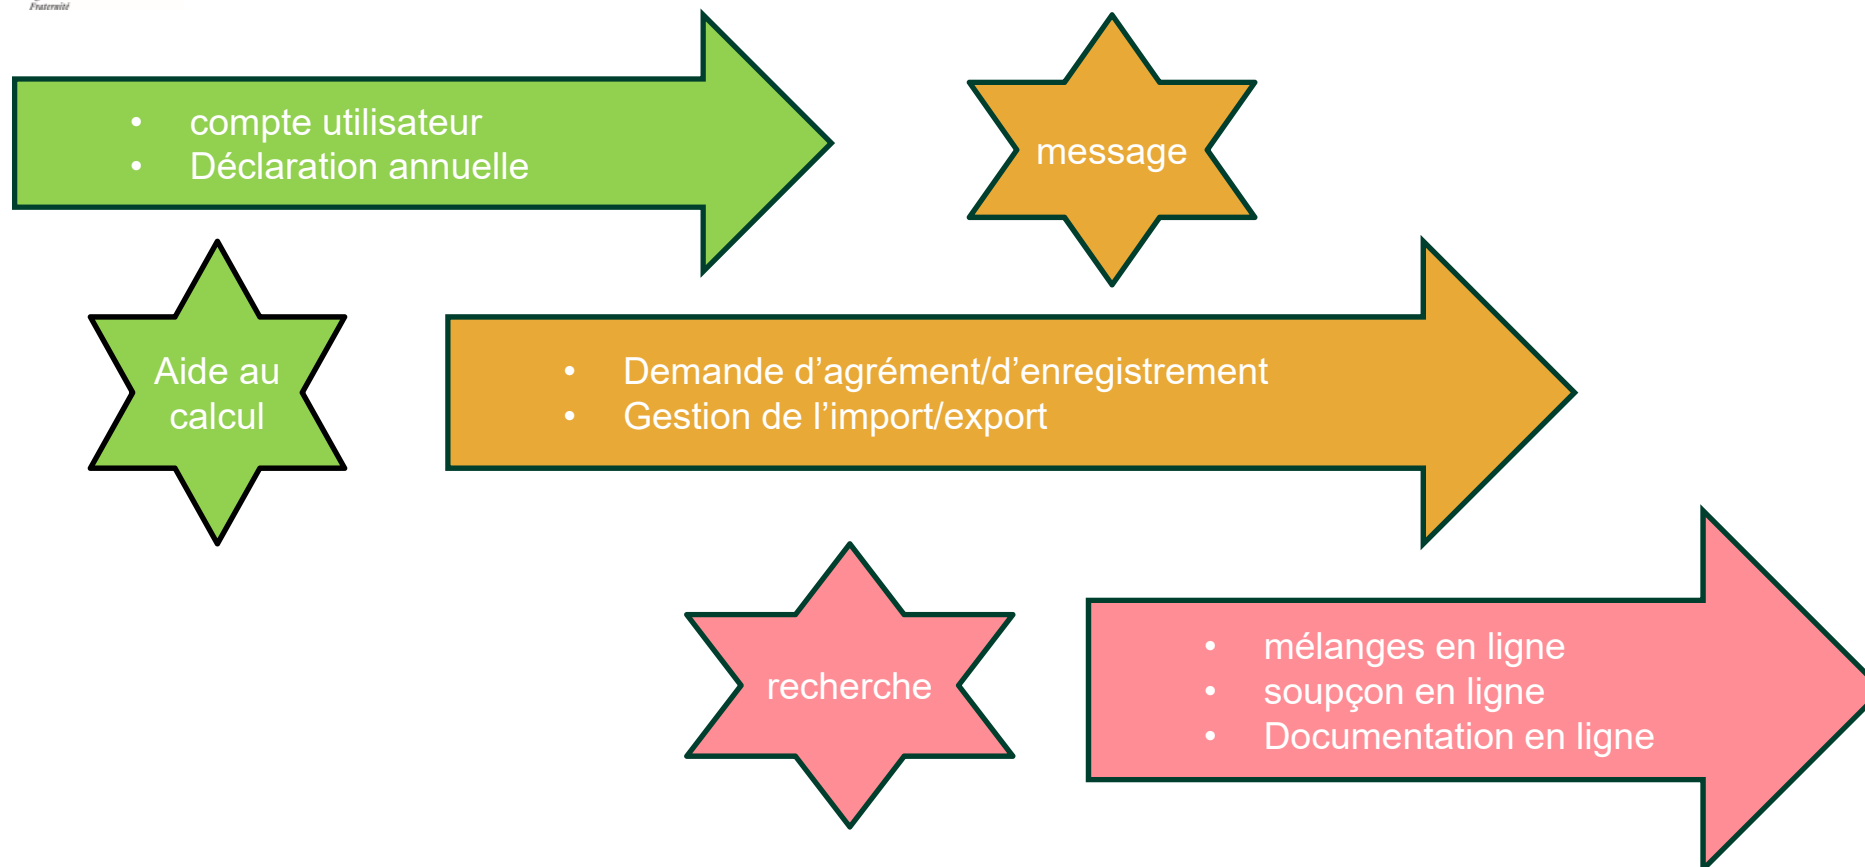 Fraternité
• compte utilisateur
• Déclaration annuelle
message
Aide au
calcul
• Demande d’agrément/d’enregistrement
• Gestion de l’import/export
recherche
• mélanges en ligne
• soupçon en ligne
• Documentation en ligne